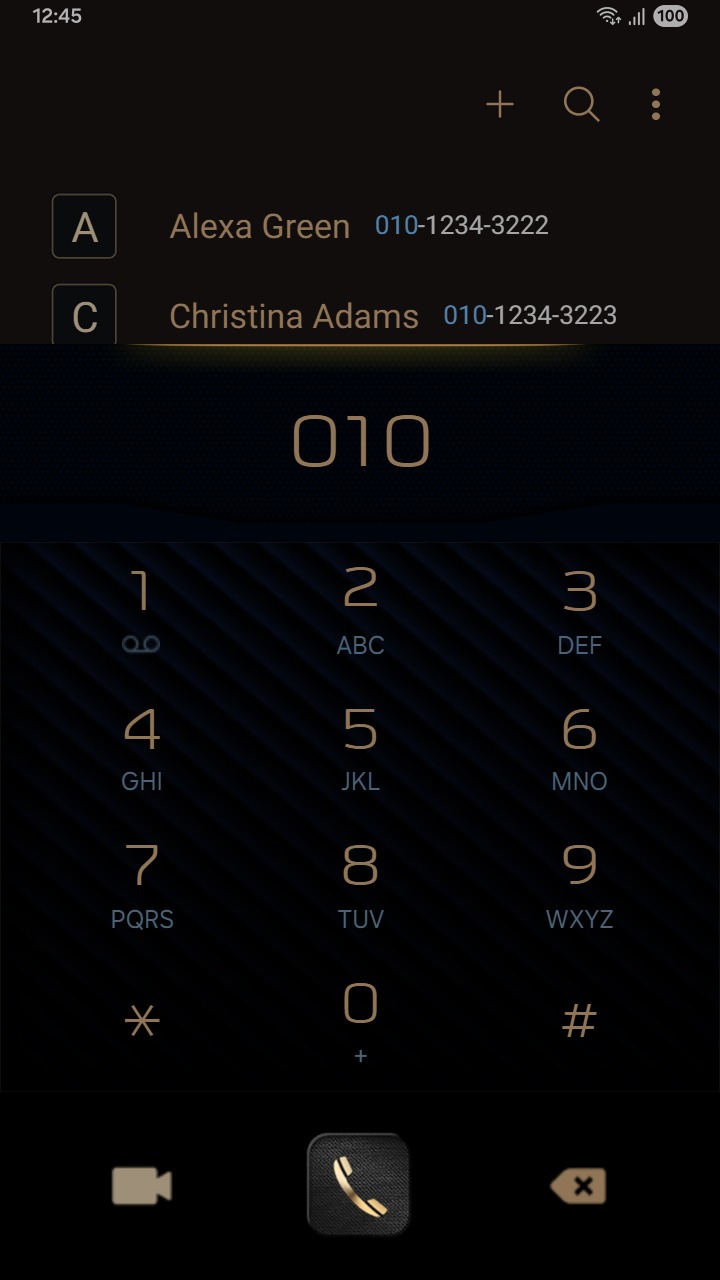 12:45 100
A Alexa Green 010-1234-3222
C Christina Adams 010-1234-3223
010
1 2 3
ABC DEF
4 5 6
GHI JKL MNO
7 8 9
PQRS TUV WXYZ
* 0 #
+